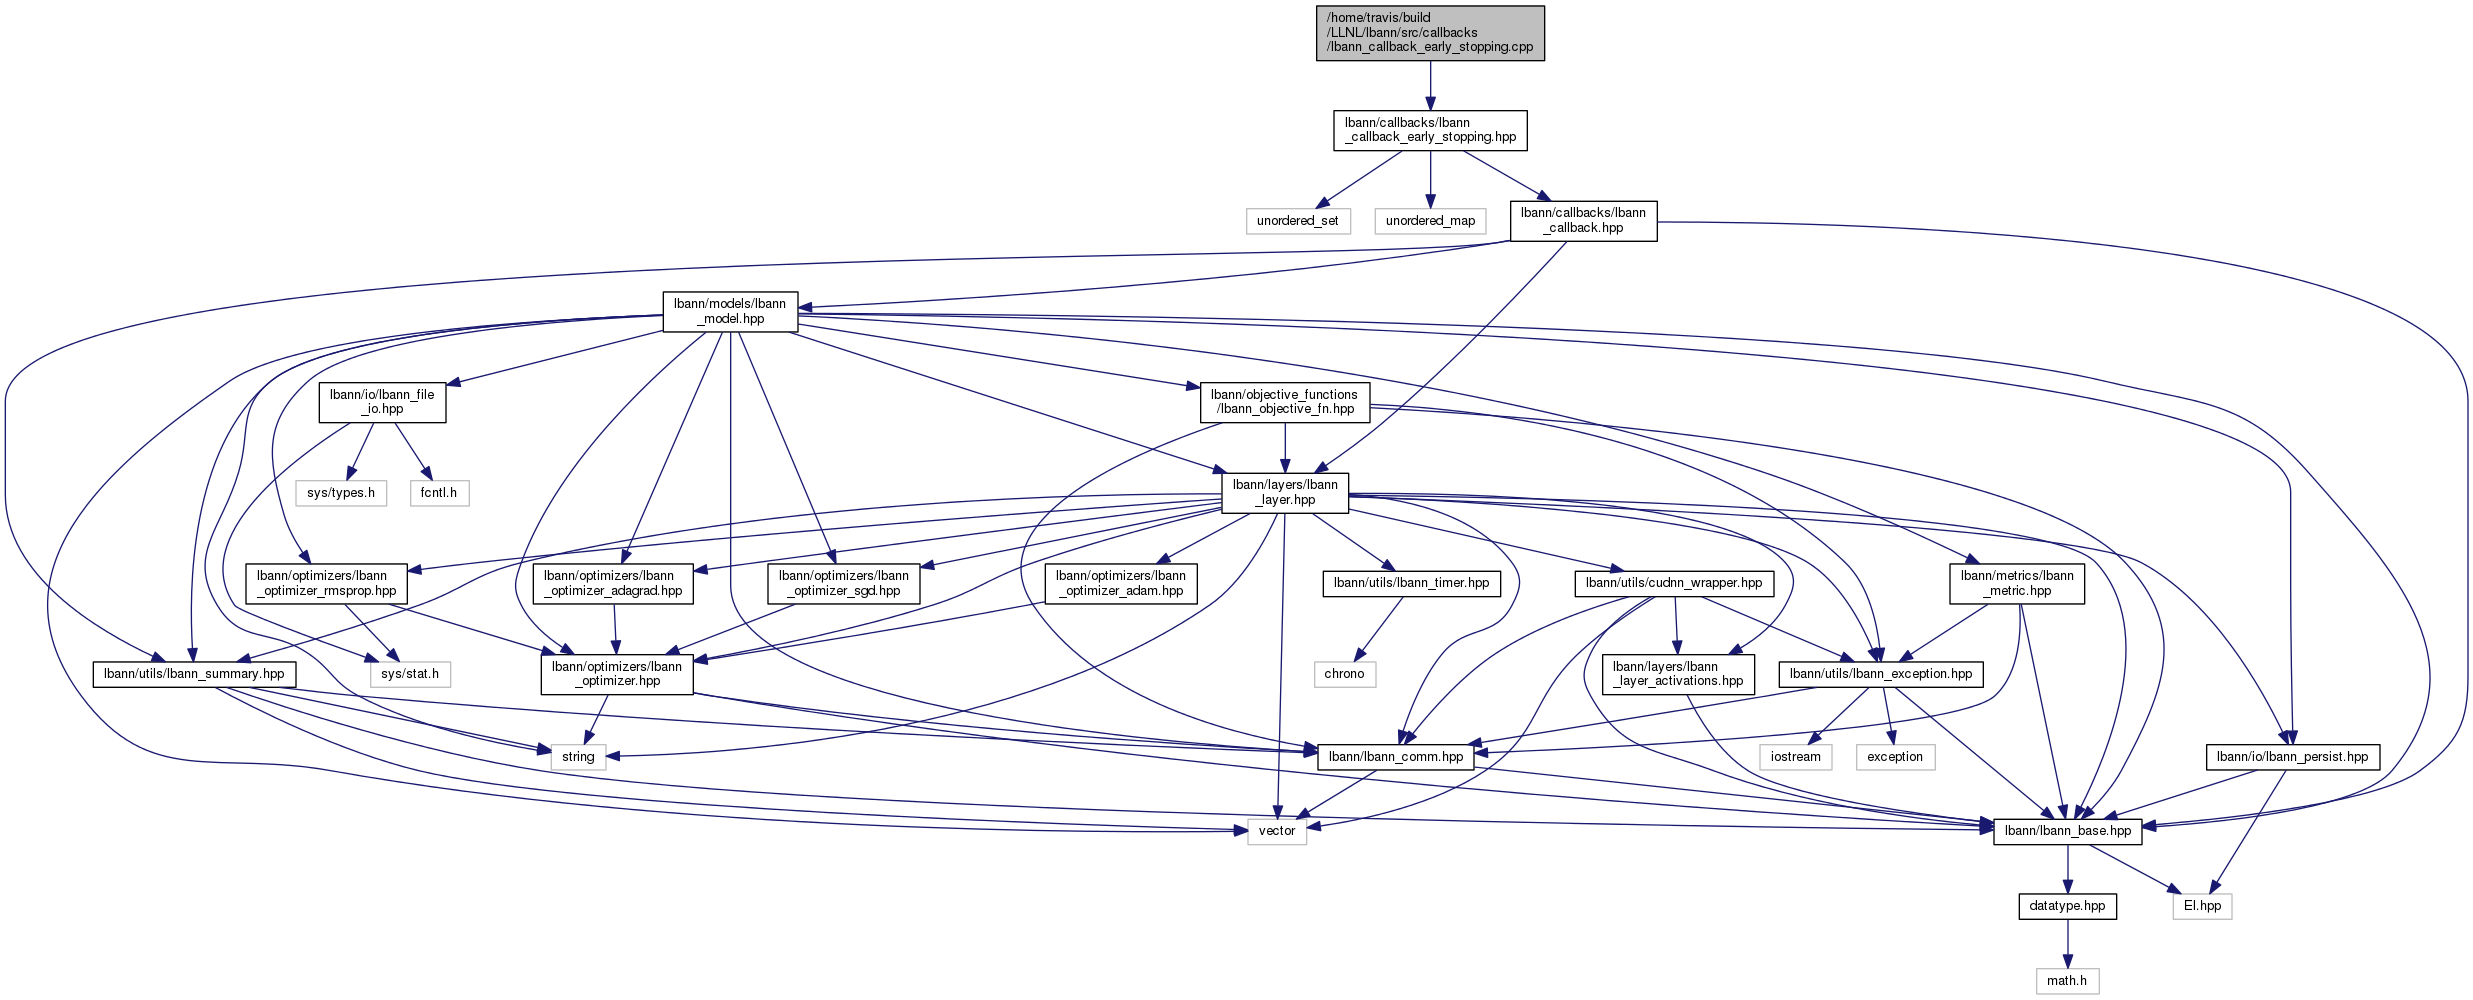 /home/travis/build
/LLNL/lbann/src/callbacks
/lbann_callback_early_stopping.cpp
lbann/callbacks/lbann
_callback_early_stopping.hpp
unordered_set
unordered_map
lbann/callbacks/lbann
_callback.hpp
lbann/models/lbann
_model.hpp
lbann/io/lbann_file
_io.hpp
lbann/objective_functions
/lbann_objective_fn.hpp
sys/types.h
fcntl.h
lbann/layers/lbann
_layer.hpp
lbann/optimizers/lbann
_optimizer_rmsprop.hpp
lbann/optimizers/lbann
_optimizer_adagrad.hpp
lbann/optimizers/lbann
_optimizer_sgd.hpp
lbann/optimizers/lbann
_optimizer_adam.hpp
lbann/utils/lbann_timer.hpp
lbann/utils/cudnn_wrapper.hpp
lbann/metrics/lbann
_metric.hpp
lbann/utils/lbann_summary.hpp
sys/stat.h
lbann/optimizers/lbann
_optimizer.hpp
chrono
lbann/layers/lbann
_layer_activations.hpp
lbann/utils/lbann_exception.hpp
string
lbann/lbann_comm.hpp
iostream
exception
lbann/io/lbann_persist.hpp
vector
lbann/lbann_base.hpp
datatype.hpp
El.hpp
math.h